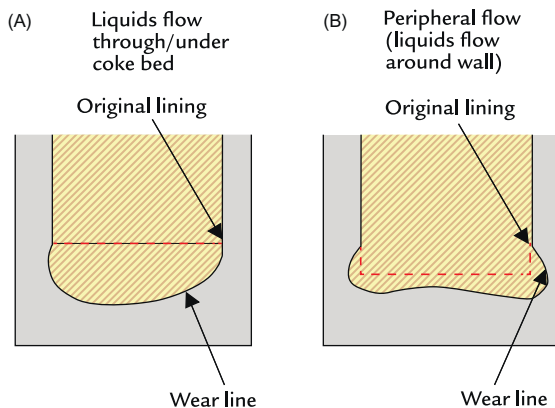 (A)
Liquids flow
through/under
coke bed
Original lining
Wear line
(B)
Peripheral flow
(liquids flow
around wall)
Original lining
Wear line